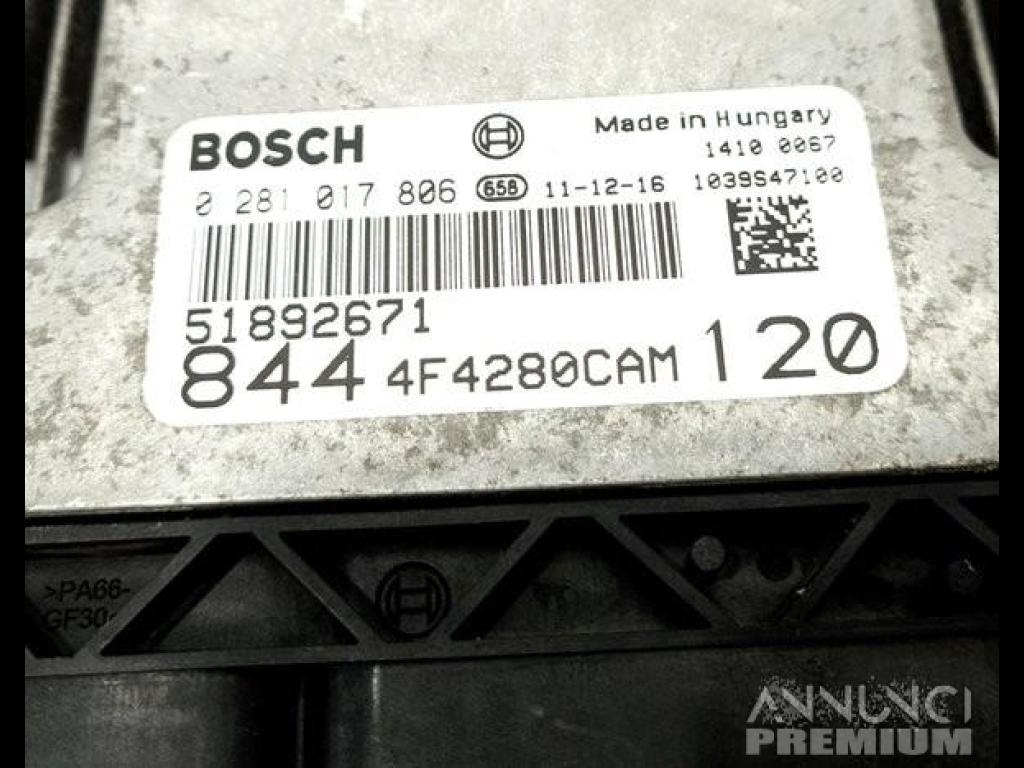 BOSCH Made in Hungary
1410 0067
0 281 017 806 658 11-12-16 1039S47100
51892671
844 4F4280CAM 120
>PA66-
GF30<
ANNUNCI
PREMIUM